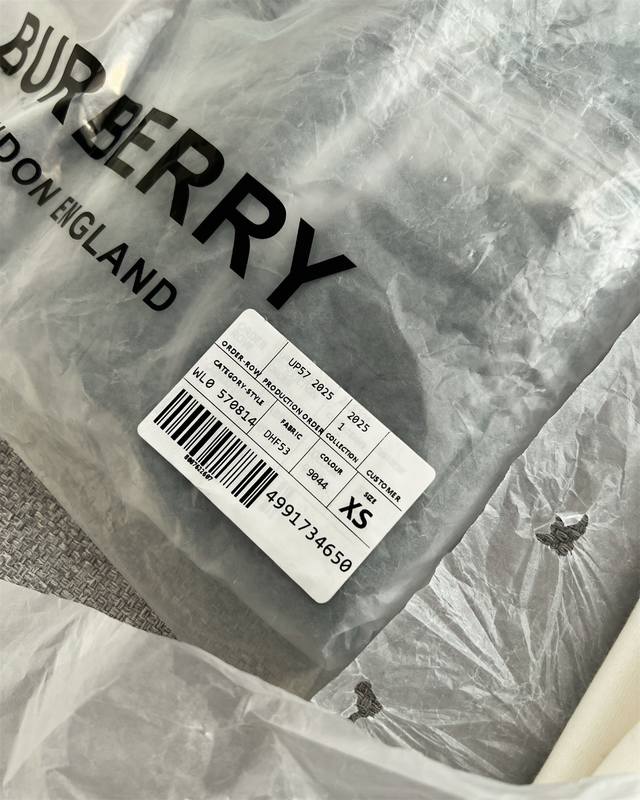 BURBERRY
ENGLAND
UP57 2025
2025
1
ORDER-ROW
PRODUCTION ORDER
COLLECTION
CUSTOMER
CATEGORY-STYLE
FABRIC
COLOUR
SIZE
WL0 570814
DHF53
9044
XS
4991734650